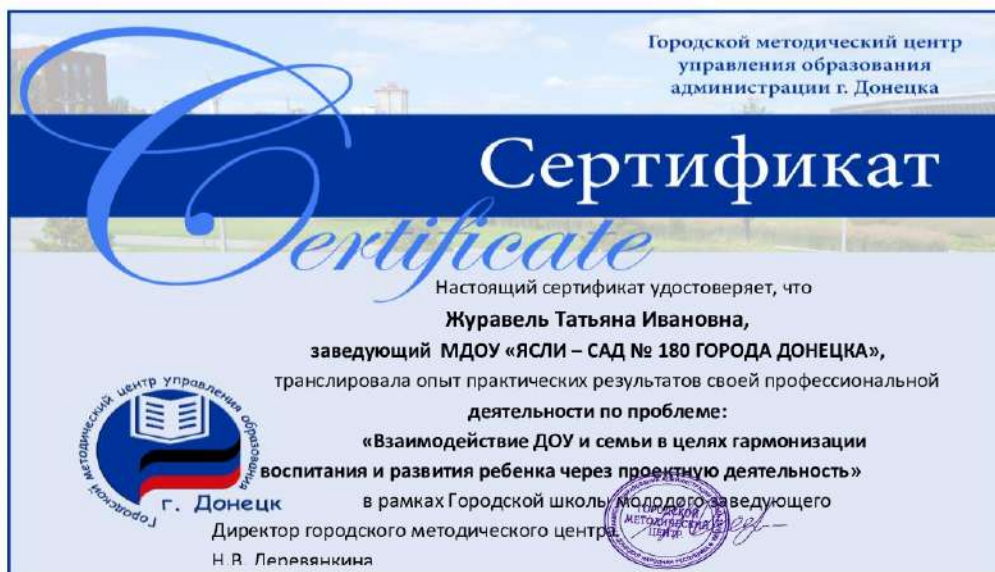 Городской методический центр
управления образования
администрации г. Донецка
Сертификат
Certificate
Настоящий сертификат удостоверяет, что
Журавель Татьяна Ивановна,
заведующий МДОУ «ЯСЛИ – САД № 180 ГОРОДА ДОНЕЦКА»,
транслировала опыт практических результатов своей профессиональной
деятельности по проблеме:
«Взаимодействие ДОУ и семьи в целях гармонизации
воспитания и развития ребенка через проектную деятельность»
в рамках Городской школы молодого заведующего
Директор городского методического центра
Н.В. Деревянкина
Городской методический центр управления образования
г. Донецк
ГОРОДСКОЙ
МЕТОДИЧЕСКИЙ
ЦЕНТР